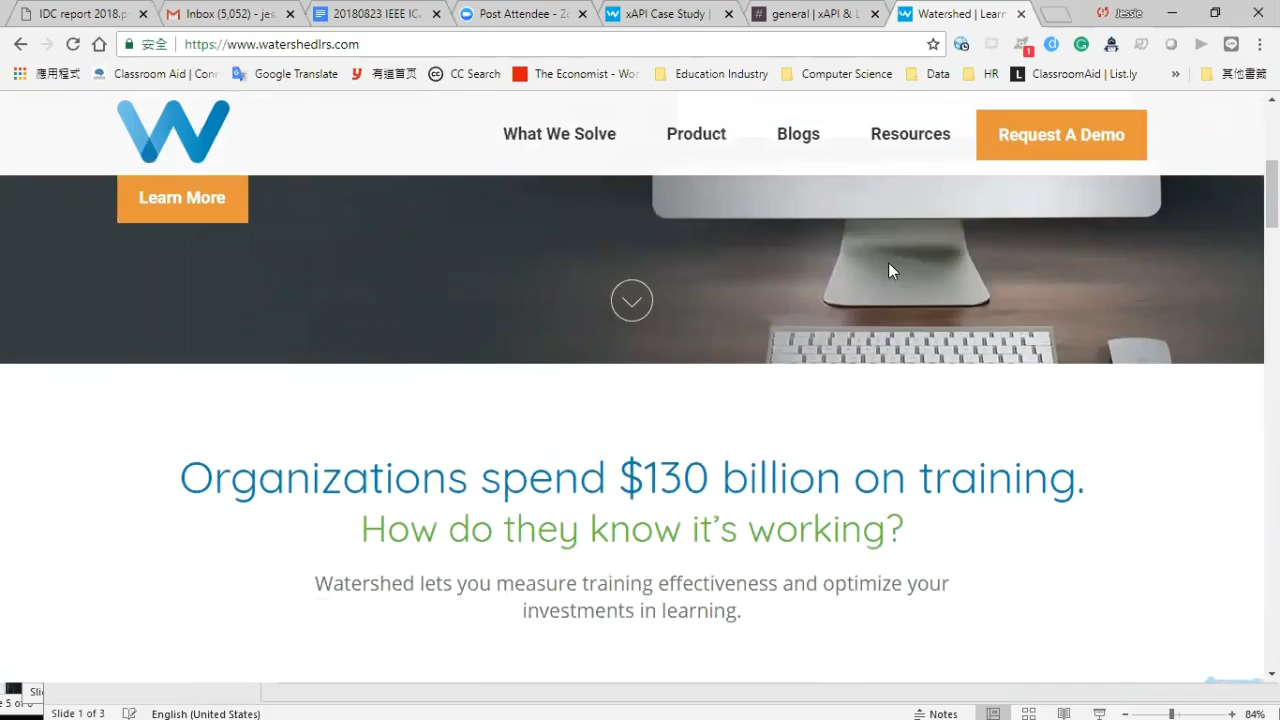 IDC report 2018.p
Inbox (5,052) - jes
20180823 IEEE IC
Post Attendee - Zo
xAPI Case Study |
general | xAPI & L
Watershed | Learn
Jessie
安全
https://www.watershedlrs.com
1
應用程式
Classroom Aid | Conn
Google Translate
有道首页
CC Search
The Economist - Wor
Education Industry
Computer Science
Data
HR
ClassroomAid | List.ly
»
其他書籤
What We Solve
Product
Blogs
Resources
Request A Demo
Learn More
Organizations spend $130 billion on training.
How do they know it's working?
Watershed lets you measure training effectiveness and optimize your
investments in learning.
Slide 1 of 3
English (United States)
Notes
84%